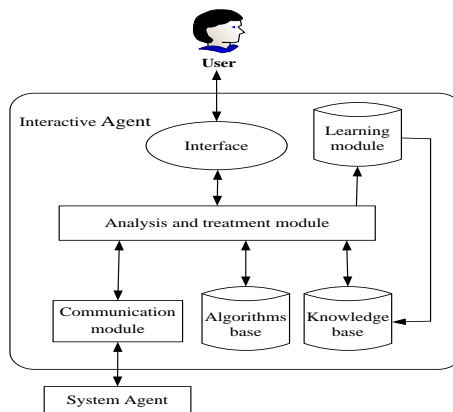 User
Interactive Agent
Interface
Learning
module
Analysis and treatment module
Communication
module
Algorithms
base
Knowledge
base
System Agent